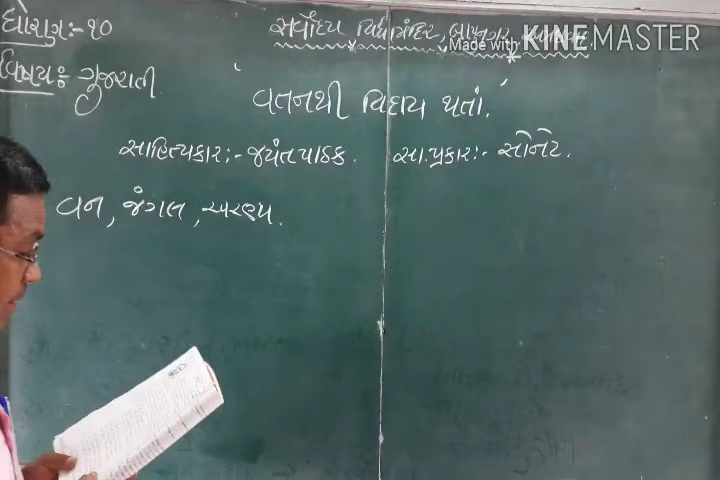 ધોરણ:- ૧૦
સર્વોદય વિદ્યામંદિર,
Made with KINEMASTER
વિષય:- ગુજરાતી.
'વતનથી વિદાય થતાં.'
સાહિત્યકાર:- જયંત પાઠક. સા.પ્રકાર:- સોનેટ.
વન, જંગલ, અરણ્ય.